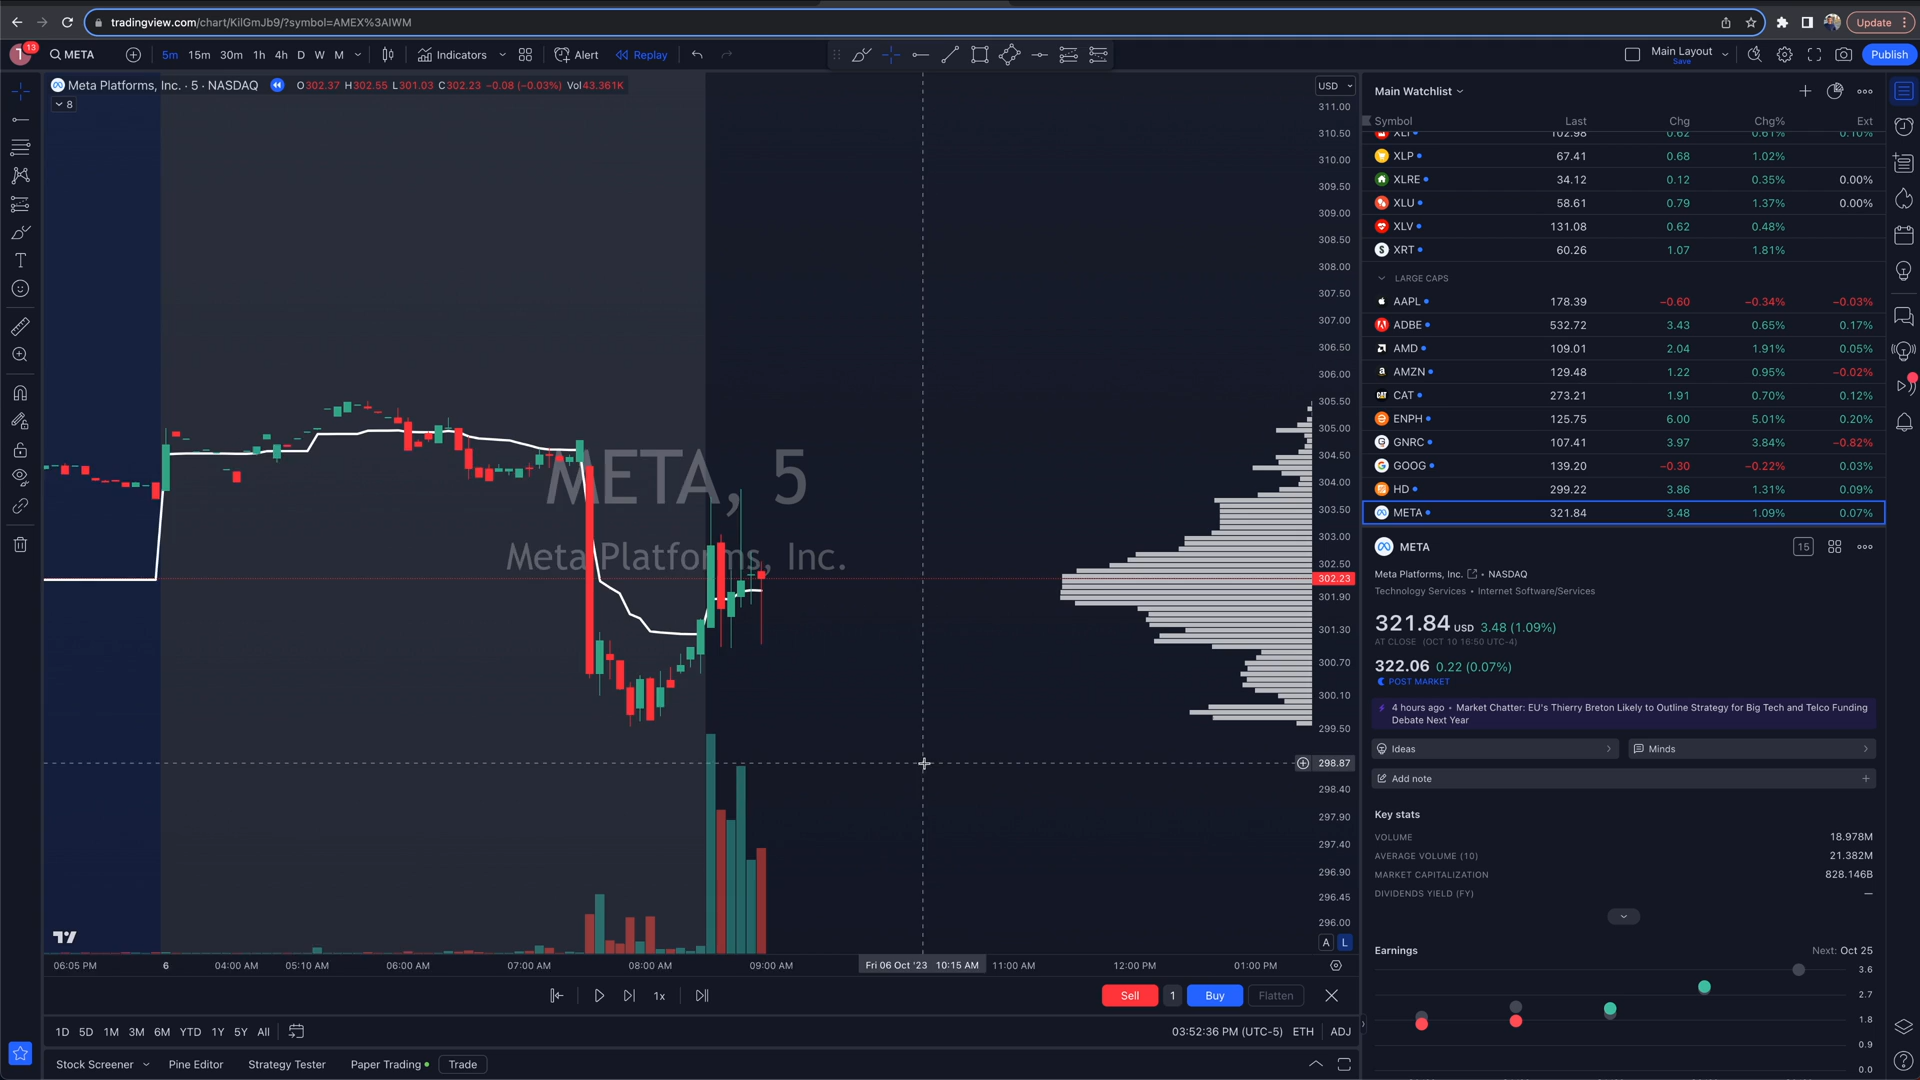 tradingview.com/chart/KilGmJb9/?symbol=AMEX%3AIWM
Update
13
META
5m 15m 30m 1h 4h D W M
Indicators
Alert
Replay
Main Layout
Save
Publish
Meta Platforms, Inc. · 5 · NASDAQ
O302.37 H302.55 L301.03 C302.23 −0.08 (−0.03%) Vol43.361K
8
USD
311.00
310.50
310.00
309.50
309.00
308.50
308.00
307.50
307.00
306.50
306.00
305.50
305.00
304.50
304.00
303.50
303.00
302.50
302.23
301.90
301.30
300.70
300.10
299.50
298.87
298.40
297.90
297.40
296.90
296.45
296.00
A L
META, 5
Meta Platforms, Inc.
06:05 PM 6 04:00 AM 05:10 AM 06:00 AM 07:00 AM 08:00 AM 09:00 AM Fri 06 Oct '23 10:15 AM 11:00 AM 12:00 PM 01:00 PM
1x
Sell 1 Buy Flatten
1D 5D 1M 3M 6M YTD 1Y 5Y All
03:52:36 PM (UTC-5) ETH ADJ
Stock Screener Pine Editor Strategy Tester Paper Trading Trade
Main Watchlist
Symbol Last Chg Chg% Ext
XLI 102.98 0.62 0.61% 0.10%
XLP 67.41 0.68 1.02%
XLRE 34.12 0.12 0.35% 0.00%
XLU 58.61 0.79 1.37% 0.00%
XLV 131.08 0.62 0.48%
XRT 60.26 1.07 1.81%
LARGE CAPS
AAPL 178.39 −0.60 −0.34% −0.03%
ADBE 532.72 3.43 0.65% 0.17%
AMD 109.01 2.04 1.91% 0.05%
AMZN 129.48 1.22 0.95% −0.02%
CAT 273.21 1.91 0.70% 0.12%
ENPH 125.75 6.00 5.01% 0.20%
GNRC 107.41 3.97 3.84% −0.82%
GOOG 139.20 −0.30 −0.22% 0.03%
HD 299.22 3.86 1.31% 0.09%
META 321.84 3.48 1.09% 0.07%
META
15
Meta Platforms, Inc. • NASDAQ
Technology Services • Internet Software/Services
321.84 USD 3.48 (1.09%)
AT CLOSE (OCT 10 16:50 UTC-4)
322.06 0.22 (0.07%)
POST MARKET
4 hours ago • Market Chatter: EU's Thierry Breton Likely to Outline Strategy for Big Tech and Telco Funding
Debate Next Year
Ideas
Minds
Add note
Key stats
VOLUME 18.978M
AVERAGE VOLUME (10) 21.382M
MARKET CAPITALIZATION 828.146B
DIVIDENDS YIELD (FY) —
Earnings
Next: Oct 25
3.6
2.7
1.8
0.9
0.0